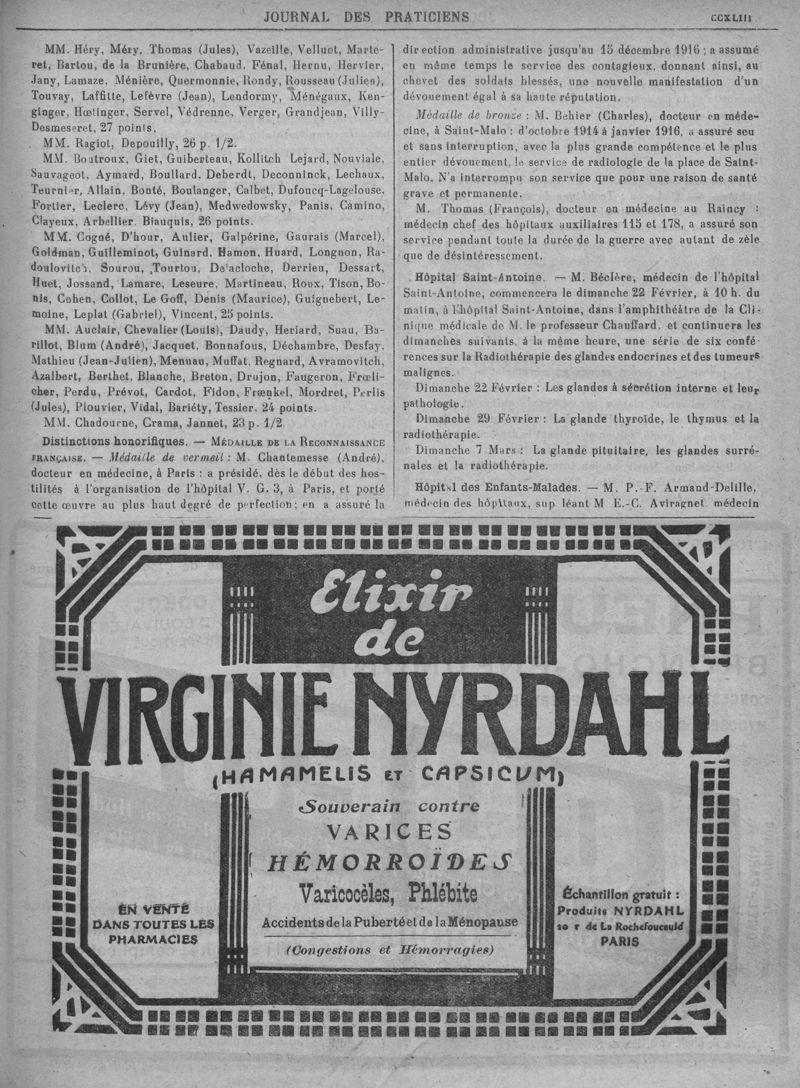 JOURNAL DES PRATICIENS
CCXLIII
MM. Héry, Méry, Thomas (Jules), Vazeille, Velluot, Marte-
ret, Bartou, de la Brunière, Chabaud, Fénal, Hernu, Hervier,
Jany, Lamaze, Ménière, Quermonnie, Rondy, Rousseau (Julien),
Touvay, Laffitte, Lefèvre (Jean), Lendormy, Ménégaux, Ken-
ginger, Hœtinger, Servel, Védrenne, Verger, Grandjean, Villy-
Desmeseret, 27 points.
MM. Ragiot, Depouilly, 26 p. 1/2.
MM. Boutroux, Giet, Guiberteau, Kollitch Lejard, Nouviale,
Sauvageot, Aymard, Boullard, Deberdt, Deconninck, Lechaux,
Teurnier, Allain, Bonté, Boulanger, Calbet, Dufoucq-Lagelouse,
Fortier, Leclerc, Lévy (Jean), Medwedowsky, Panis, Camino,
Clayeux, Arbellier, Biauquis, 26 points.
MM. Cogné, D'hour, Aulier, Galpérine, Gaurais (Marcel),
Goldman, Guilleminot, Guinard, Hamon, Huard, Longnon, Ra-
doulovitch, Sourou, Tourtou, Delacloche, Derrieu, Dessart,
Huet, Jossand, Lamare, Leseure, Martineau, Roux, Tison, Bo-
nis, Cohen, Collot, Le Goff, Denis (Maurice), Guignebert, Le-
moine, Leplat (Gabriel), Vincent, 25 points.
MM. Auclair, Chevalier (Louis), Daudy, Heriard, Suau, Ba-
rillot, Blum (André), Jacquet, Bonnafous, Déchambre, Desfay,
Mathieu (Jean-Julien), Menuau, Muffat, Regnard, Avramovitch,
Azalbert, Berthet, Blanche, Breton, Drujon, Faugeron, Frœli-
cher, Perdu, Prévot, Cardot, Fidon, Frœnkel, Mordret, Perlis
(Jules), Plouvier, Vidal, Bariéty, Tessier, 24 points.
MM. Chadourne, Crama, Jannet, 23 p. 1/2
Distinctions honorifiques. — MÉDAILLE DE LA RECONNAISSANCE
FRANÇAISE. — Médaille de vermeil : M. Chantemesse (André),
docteur en médecine, à Paris : a présidé, dès le début des hos-
tilités à l'organisation de l'hôpital V. G. 3, à Paris, et porté
cette œuvre au plus haut degré de perfection; en a assuré la
direction administrative jusqu'au 15 décembre 1916 ; a assumé
en même temps le service des contagieux, donnant ainsi, au
chevet des soldats blessés, une nouvelle manifestation d'un
dévouement égal à sa haute réputation.
Médaille de bronze : M. Behier (Charles), docteur en méde-
cine, à Saint-Malo : d'octobre 1914 à janvier 1916, a assuré seu
et sans interruption, avec la plus grande compétence et le plus
entier dévouement, le service de radiologie de la place de Saint-
Malo. N'a interrompu son service que pour une raison de santé
grave et permanente.
M. Thomas (François), docteur en médecine au Raincy :
médecin chef des hôpitaux auxiliaires 115 et 178, a assuré son
service pendant toute la durée de la guerre avec autant de zèle
que de désintéressement.
Hôpital Saint-Antoine. — M. Béclère, médecin de l'hôpital
Saint-Antoine, commencera le dimanche 22 Février, à 10 h. du
matin, à l'hôpital Saint-Antoine, dans l'amphithéâtre de la Cli-
nique médicale de M. le professeur Chauffard, et continuera les
dimanches suivants, à la même heure, une série de six confé-
rences sur la Radiothérapie des glandes endocrines et des tumeurs
malignes.
Dimanche 22 Février : Les glandes à sécrétion interne et leur
pathologie.
Dimanche 29 Février : La glande thyroïde, le thymus et la
radiothérapie.
Dimanche 7 Mars : La glande pituitaire, les glandes surré-
nales et la radiothérapie.
Hôpital des Enfants-Malades. — M. P.-F. Armand-Delille,
médecin des hôpitaux, suppléant M E.-C. Aviragnet médecin
Elixir
de
VIRGINIE NYRDAHL
(HAMAMELIS ET CAPSICUM)
Souverain contre
VARICES
HÉMORROÏDES
Varicocèles, Phlébite
Accidents de la Puberté et de la Ménopause
(Congestions et Hémorragies)
EN VENTE
DANS TOUTES LES
PHARMACIES
Échantillon gratuit :
Produits NYRDAHL
20 r de La Rochefoucauld
PARIS